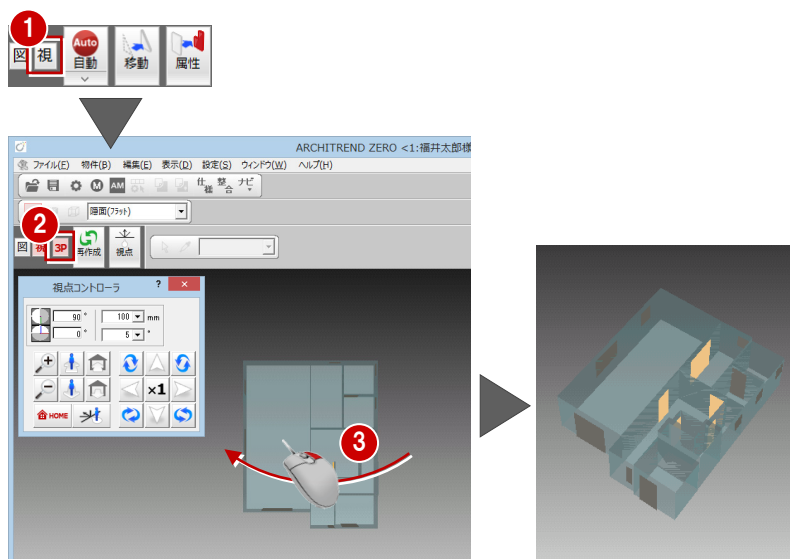 1
図 視 Auto 自動 移動 属性
ARCHITREND ZERO <1:福井太郎様
ファイル(F) 物件(B) 編集(E) 表示(D) 設定(S) ウィンドウ(W) ヘルプ(H)
M AM 仕様 整合 ナビ
陰面(フラット)
2
図 視 3P 再作成 視点
視点コントローラ ? ×
90 ° 100 mm
0 ° 5 °
×1
HOME
3